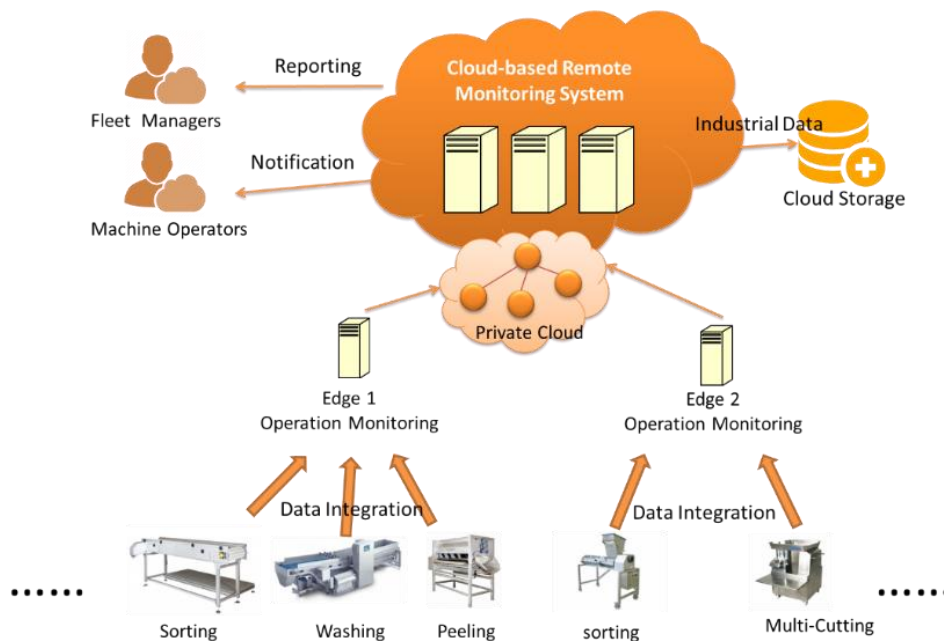 Cloud-based Remote
Monitoring System
Reporting
Fleet Managers
Industrial Data
Notification
Cloud Storage
Machine Operators
Private Cloud
Edge 1
Operation Monitoring
Edge 2
Operation Monitoring
Data Integration
Data Integration
......
......
Sorting
Washing
Peeling
sorting
Multi-Cutting